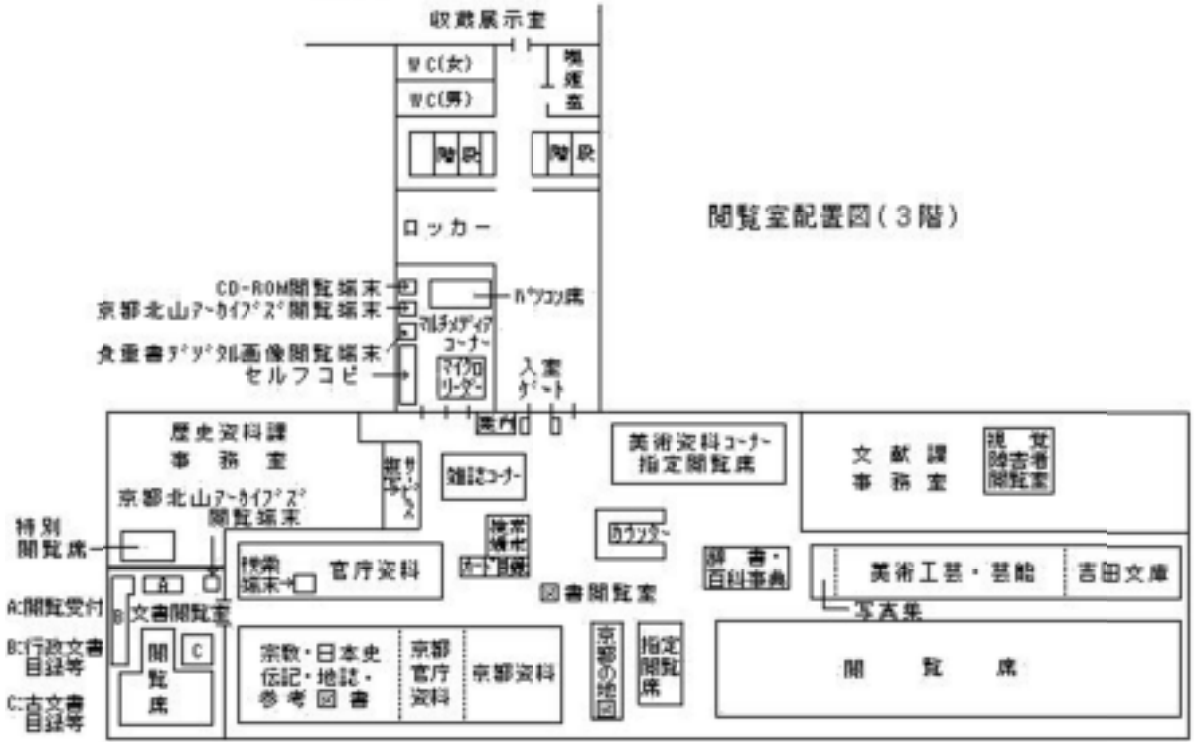 収蔵展示室
WC(女)
WC(男)
階段
階段
閲覧室配置図(3階)
ロッカー
CD-ROM閲覧端末
京都北山ｱｰｶｲﾌﾞｽﾞ閲覧端末
ﾊﾟｿｺﾝ席
ﾏﾙﾁﾒﾃﾞｨｱ
コーナー
ﾃﾞｼﾞﾀﾙ画像閲覧端末
セルフコピ
ﾏｲｸﾛ
ﾘｰﾀﾞｰ
入室
ｹﾞｰﾄ
案内
歴史資料課
事務室
京都北山ｱｰｶｲﾌﾞｽﾞ
閲覧端末
特別
閲覧席
雑誌ｺｰﾅｰ
美術資料ｺｰﾅｰ
指定閲覧席
文献課
事務室
視覚
障害者
閲覧室
検索
端末
ｶｰﾄﾞ目録
ｶｳﾝﾀｰ
辞書・
百科事典
美術工芸・芸能
吉田文庫
写真集
検索
端末
官庁資料
図書閲覧室
A:閲覧受付
B:行政文書
目録等
C:古文書
目録等
A
B
文書閲覧室
C
閲覧席
宗教・日本史
伝記・地誌・
参考図書
京都
官庁
資料
京都資料
京都の地図
指定
閲覧
席
閲覧席